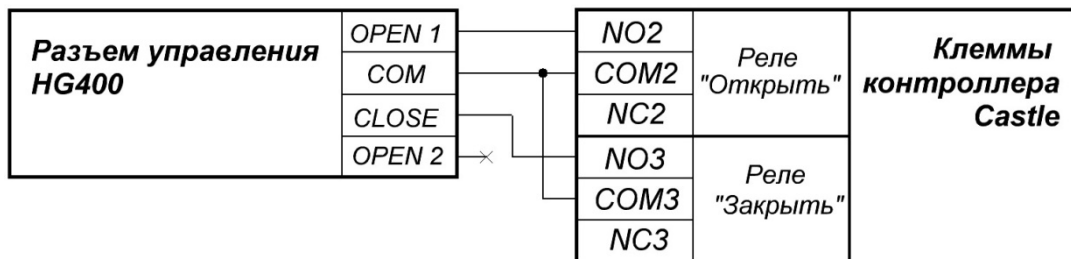 Разъем управления
HG400
OPEN 1
COM
CLOSE
OPEN 2
NO2
COM2
NC2
NO3
COM3
NC3
Реле
"Открыть"
Реле
"Закрыть"
Клеммы
контроллера
Castle